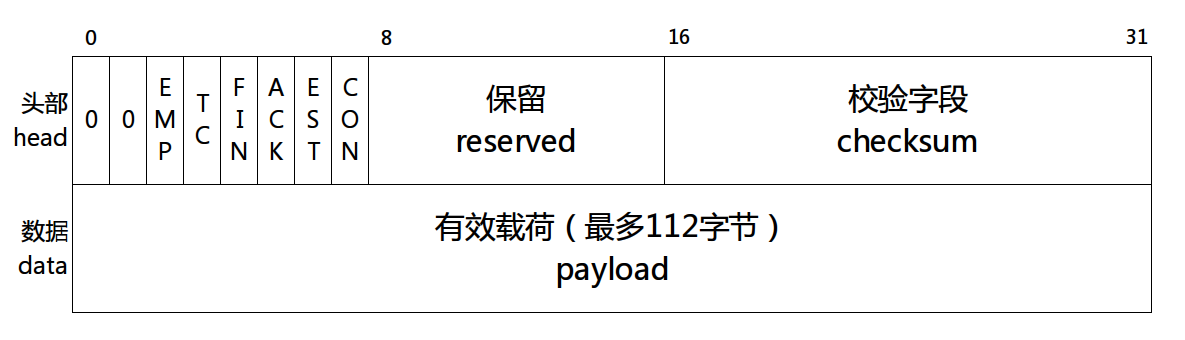 0 8 16 31
头部
head
0 0 EMP TC FIN ACK EST CON
保留
reserved
校验字段
checksum
数据
data
有效载荷（最多112字节）
payload